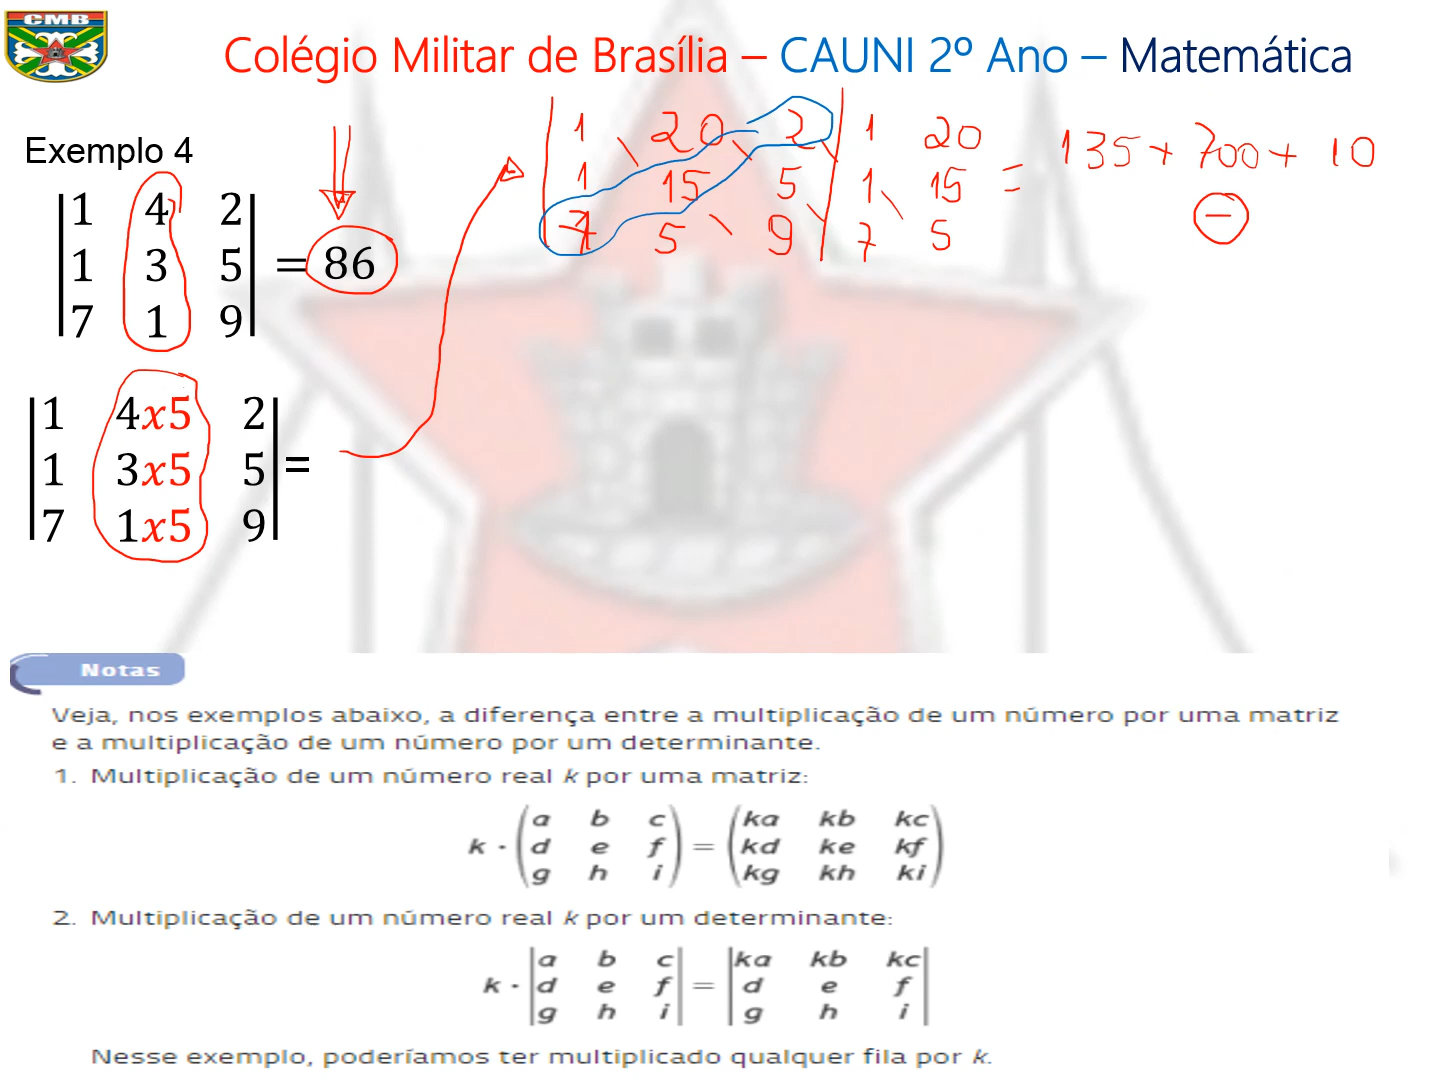 CMB
Colégio Militar de Brasília – CAUNI 2º Ano – Matemática
Exemplo 4
|1 4 2|
|1 3 5| = 86
|7 1 9|
|1 4x5 2|
|1 3x5 5| =
|7 1x5 9|
|1 20 2| 1 20
|1 15 5| 1 15 = 135 + 700 + 10
|7 5 9| 7 5
−
Notas
Veja, nos exemplos abaixo, a diferença entre a multiplicação de um número por uma matriz
e a multiplicação de um número por um determinante.
1. Multiplicação de um número real k por uma matriz:
(a b c) (ka kb kc)
k · (d e f) = (kd ke kf)
(g h i) (kg kh ki)
2. Multiplicação de um número real k por um determinante:
|a b c| |ka kb kc|
k · |d e f| = |d e f|
|g h i| |g h i|
Nesse exemplo, poderíamos ter multiplicado qualquer fila por k.